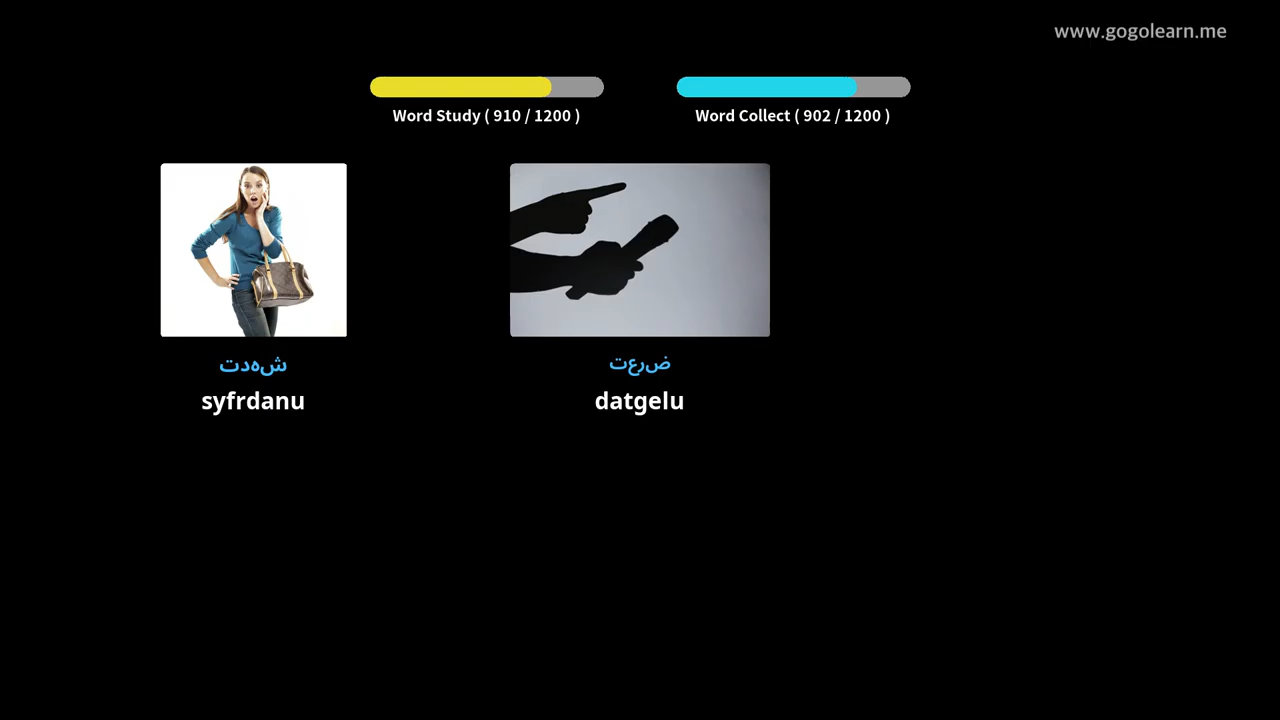 www.gogolearn.me
Word Study ( 910 / 1200 )
Word Collect ( 902 / 1200 )
شهدت
syfrdanu
ضرعت
datgelu